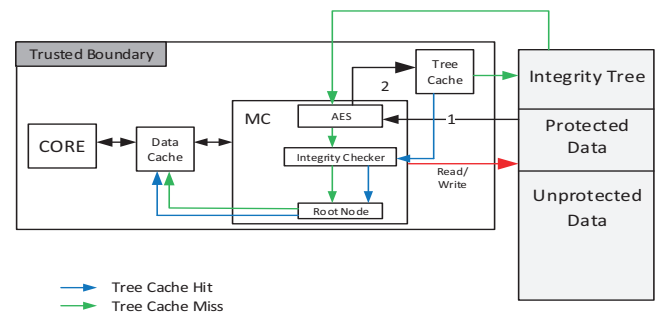 Trusted Boundary
Tree
Cache
Integrity Tree
2
MC
AES
1
Protected
Data
CORE
Data
Cache
Integrity Checker
Read/
Write
Unprotected
Data
Root Node
Tree Cache Hit
Tree Cache Miss